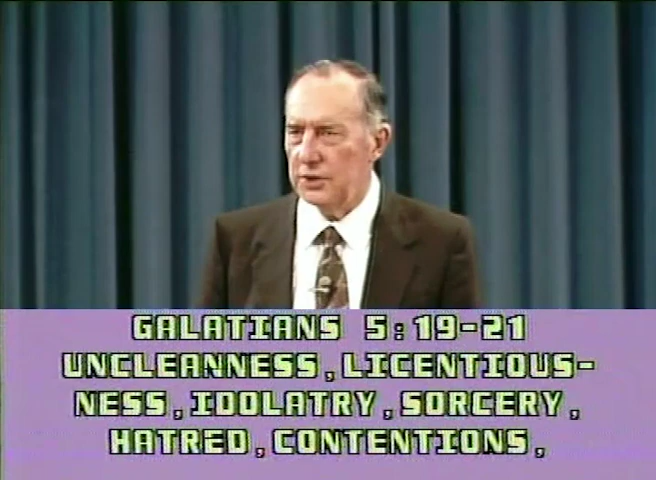 GALATIANS 5:19-21
UNCLEANNESS,LICENTIOUS-
NESS,IDOLATRY,SORCERY,
HATRED,CONTENTIONS,